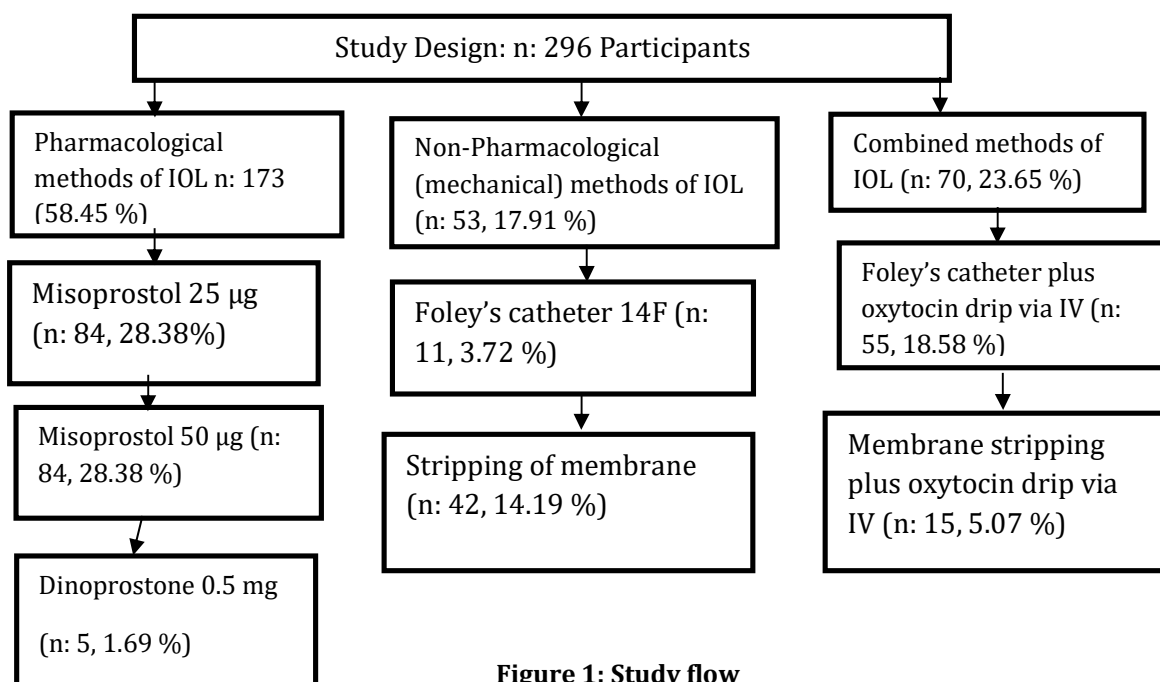 Study Design: n: 296 Participants
Pharmacological
methods of IOL n: 173
(58.45 %)
Misoprostol 25 µg
(n: 84, 28.38%)
Misoprostol 50 µg (n:
84, 28.38 %)
Dinoprostone 0.5 mg
(n: 5, 1.69 %)
Non-Pharmacological
(mechanical) methods of IOL
(n: 53, 17.91 %)
Foley’s catheter 14F (n:
11, 3.72 %)
Stripping of membrane
(n: 42, 14.19 %)
Combined methods of
IOL (n: 70, 23.65 %)
Foley’s catheter plus
oxytocin drip via IV (n:
55, 18.58 %)
Membrane stripping
plus oxytocin drip via
IV (n: 15, 5.07 %)
Figure 1: Study flow